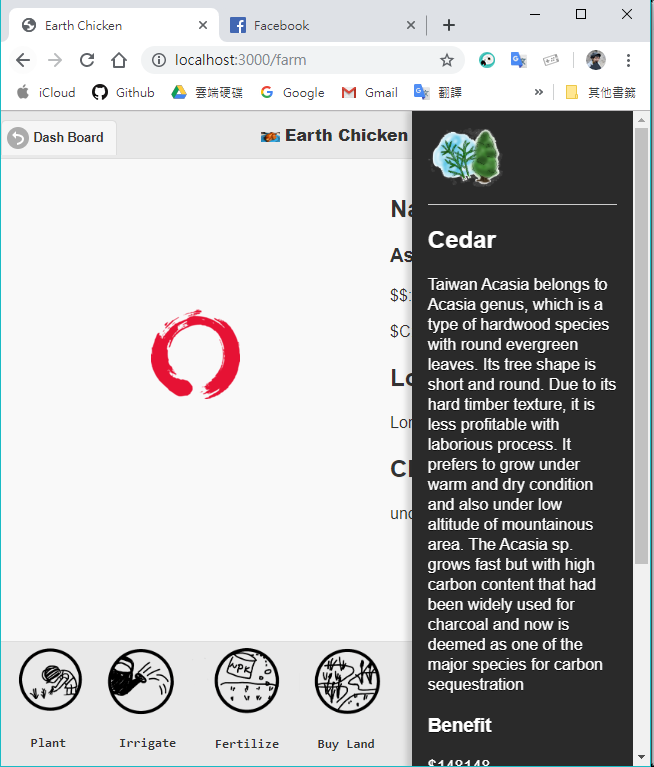 Earth Chicken
Facebook
localhost:3000/farm
iCloud
Github
雲端硬碟
Google
Gmail
翻譯
»
其他書籤
Dash Board
Earth Chicken
Na
As
$$:
$C
Lo
Lon
Cl
und
Cedar
Taiwan Acasia belongs to
Acasia genus, which is a
type of hardwood species
with round evergreen
leaves. Its tree shape is
short and round. Due to its
hard timber texture, it is
less profitable with
laborious process. It
prefers to grow under
warm and dry condition
and also under low
altitude of mountainous
area. The Acasia sp.
grows fast but with high
carbon content that had
been widely used for
charcoal and now is
deemed as one of the
major species for carbon
sequestration
Benefit
$148148
NPK
Plant
Irrigate
Fertilize
Buy Land